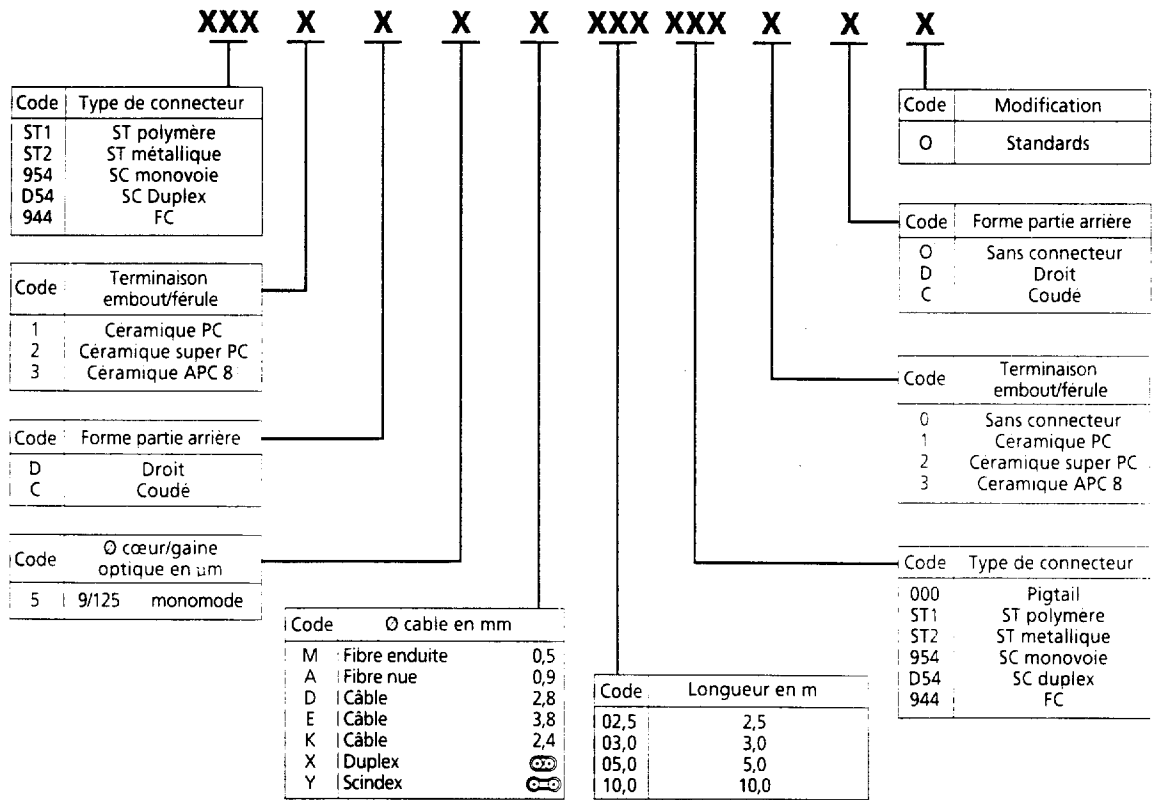 XXX X X X X XXX XXX X X X
Code Type de connecteur
ST1 ST polymère
ST2 ST métallique
954 SC monovoie
D54 SC Duplex
944 FC
Code Terminaison embout/férule
1 Céramique PC
2 Céramique super PC
3 Céramique APC 8
Code Forme partie arrière
D Droit
C Coudé
Code Ø cœur/gaine optique en µm
5 9/125 monomode
Code Ø cable en mm
M Fibre enduite 0,5
A Fibre nue 0,9
D Câble 2,8
E Câble 3,8
K Câble 2,4
X Duplex
Y Scindex
Code Longueur en m
02,5 2,5
03,0 3,0
05,0 5,0
10,0 10,0
Code Modification
O Standards
Code Forme partie arrière
O Sans connecteur
D Droit
C Coudé
Code Terminaison embout/férule
0 Sans connecteur
1 Céramique PC
2 Céramique super PC
3 Ceramique APC 8
Code Type de connecteur
000 Pigtail
ST1 ST polymère
ST2 ST metallique
954 SC monovoie
D54 SC duplex
944 FC